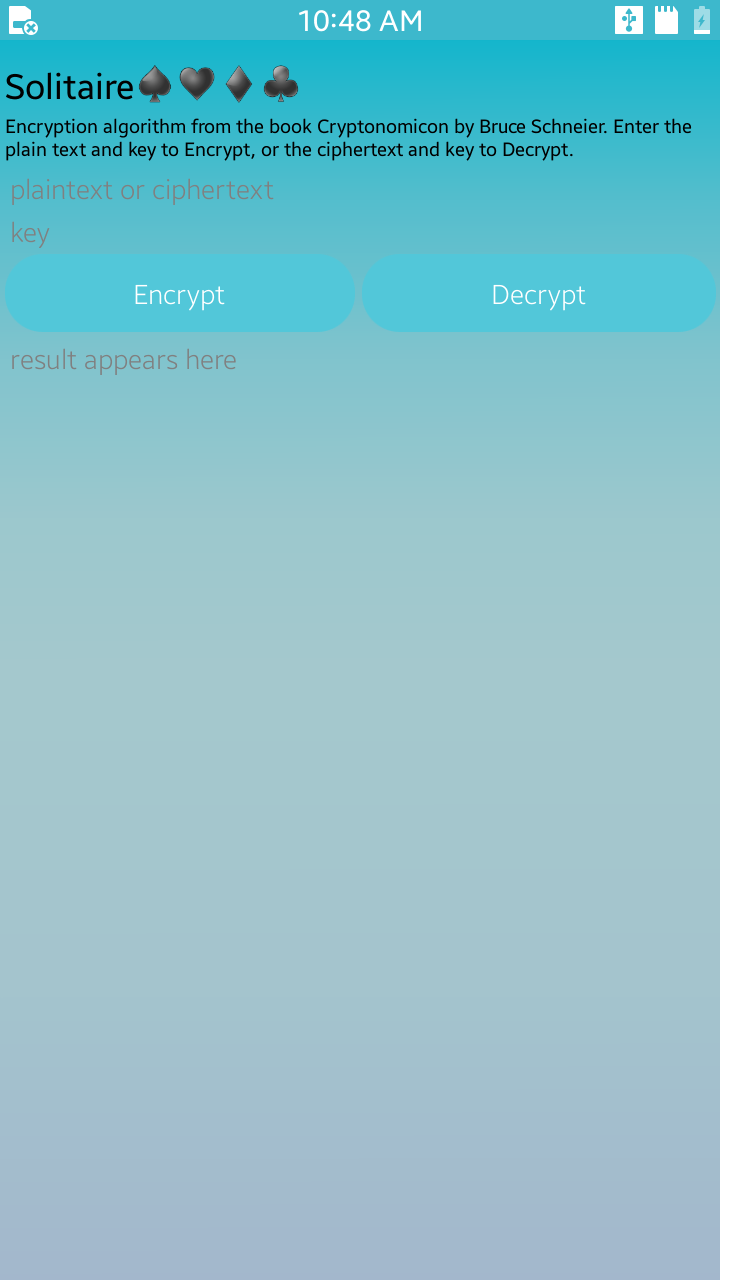 10:48 AM
Solitaire♠♥♦♣
Encryption algorithm from the book Cryptonomicon by Bruce Schneier. Enter the
plain text and key to Encrypt, or the ciphertext and key to Decrypt.
plaintext or ciphertext
key
Encrypt Decrypt
result appears here